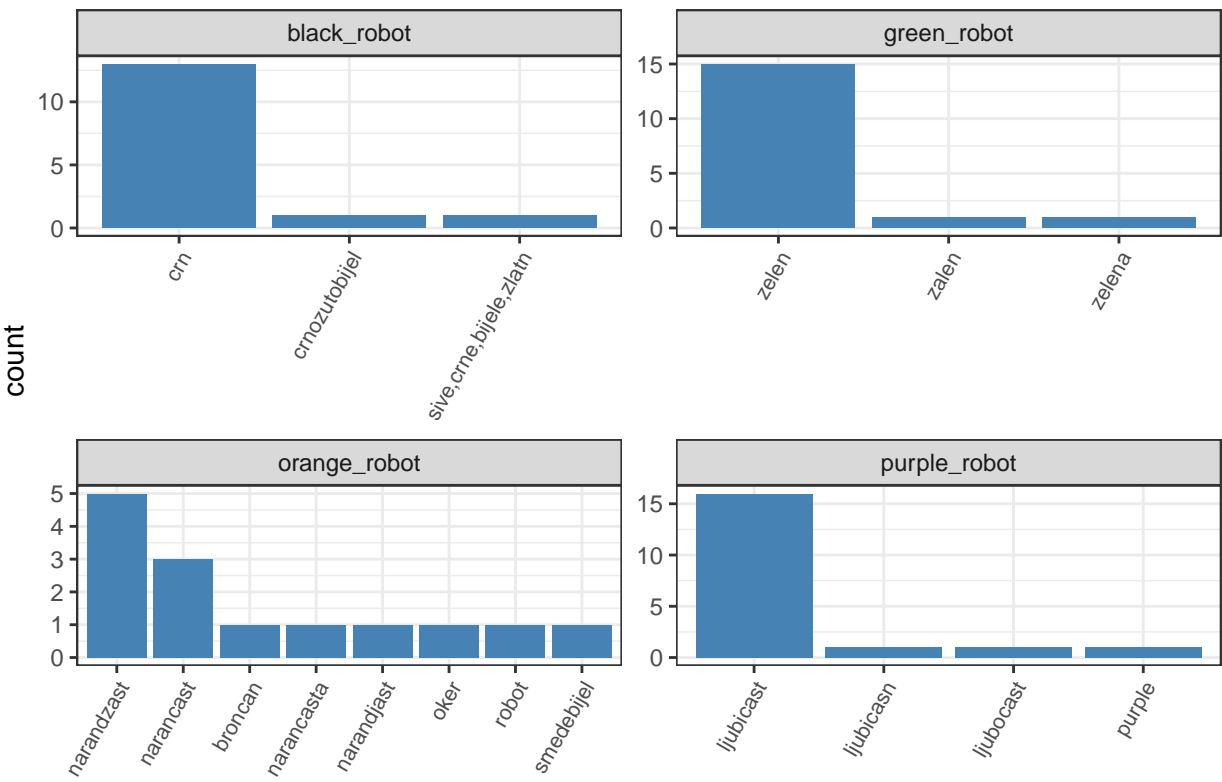 black_robot
green_robot
10
5
0
15
10
5
0
crn
crnozutobijel
sive,crne,bijele,zlatn
zelen
zalen
zelena
count
orange_robot
purple_robot
5
4
3
2
1
0
15
10
5
0
narandzast
narancast
broncan
narancasta
narandjast
oker
robot
smedebijel
ljubicast
ljubicasn
ljubocast
purple